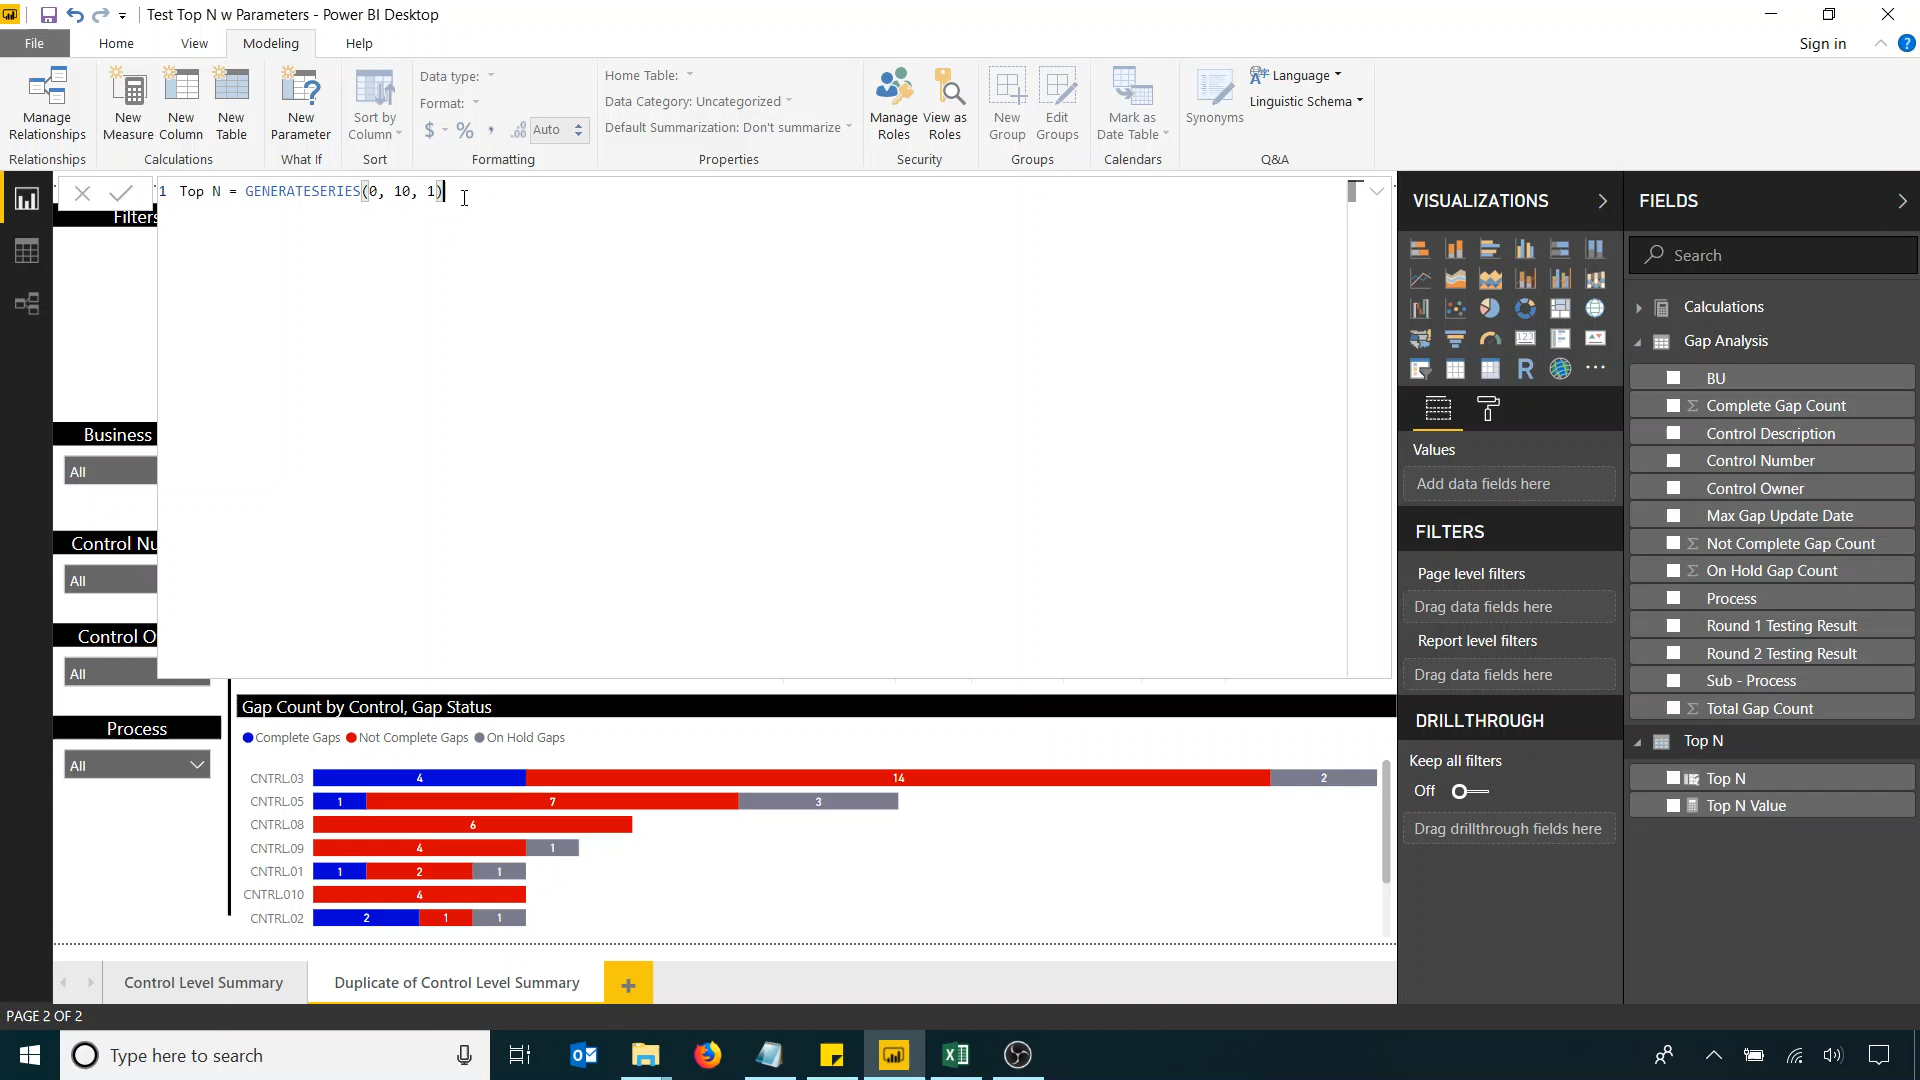 Test Top N w Parameters - Power BI Desktop
File
Home
View
Modeling
Help
Sign in
Manage Relationships
Relationships
New Measure
New Column
New Table
Calculations
New Parameter
What If
Sort by Column
Sort
Data type:
Format:
$ % , .00 Auto
Formatting
Home Table:
Data Category: Uncategorized
Default Summarization: Don't summarize
Properties
Manage Roles
View as Roles
Security
New Group
Edit Groups
Groups
Mark as Date Table
Calendars
Synonyms
Language
Linguistic Schema
Q&A
1 Top N = GENERATESERIES(0, 10, 1)
Filters
Business
All
Control Nu
All
Control O
All
Process
All
Gap Count by Control, Gap Status
Complete Gaps Not Complete Gaps On Hold Gaps
CNTRL.03 4 14 2
CNTRL.05 1 7 3
CNTRL.08 6
CNTRL.09 4 1
CNTRL.01 1 2 1
CNTRL.010 4
CNTRL.02 2 1 1
VISUALIZATIONS
123
R
Values
Add data fields here
FILTERS
Page level filters
Drag data fields here
Report level filters
Drag data fields here
DRILLTHROUGH
Keep all filters
Off
Drag drillthrough fields here
FIELDS
Search
Calculations
Gap Analysis
BU
Σ Complete Gap Count
Control Description
Control Number
Control Owner
Max Gap Update Date
Σ Not Complete Gap Count
Σ On Hold Gap Count
Process
Round 1 Testing Result
Round 2 Testing Result
Sub - Process
Σ Total Gap Count
Top N
Top N
Top N Value
Control Level Summary
Duplicate of Control Level Summary
PAGE 2 OF 2
Type here to search